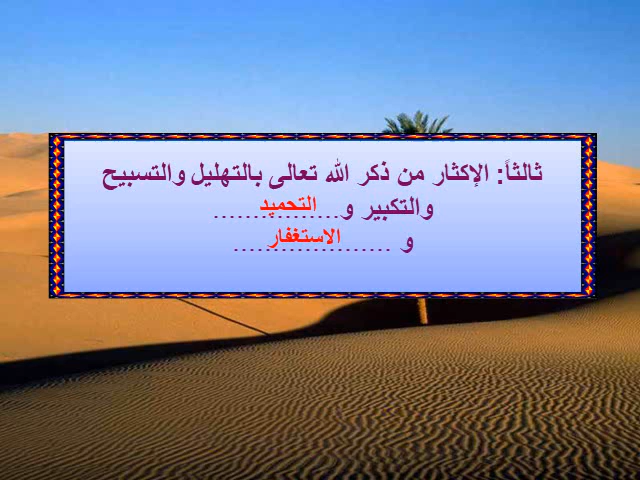 ثالثاً: الإكثار من ذكر الله تعالى بالتهليل والتسبيح
والتكبير و................ التحميد
و .................... الاستغفار